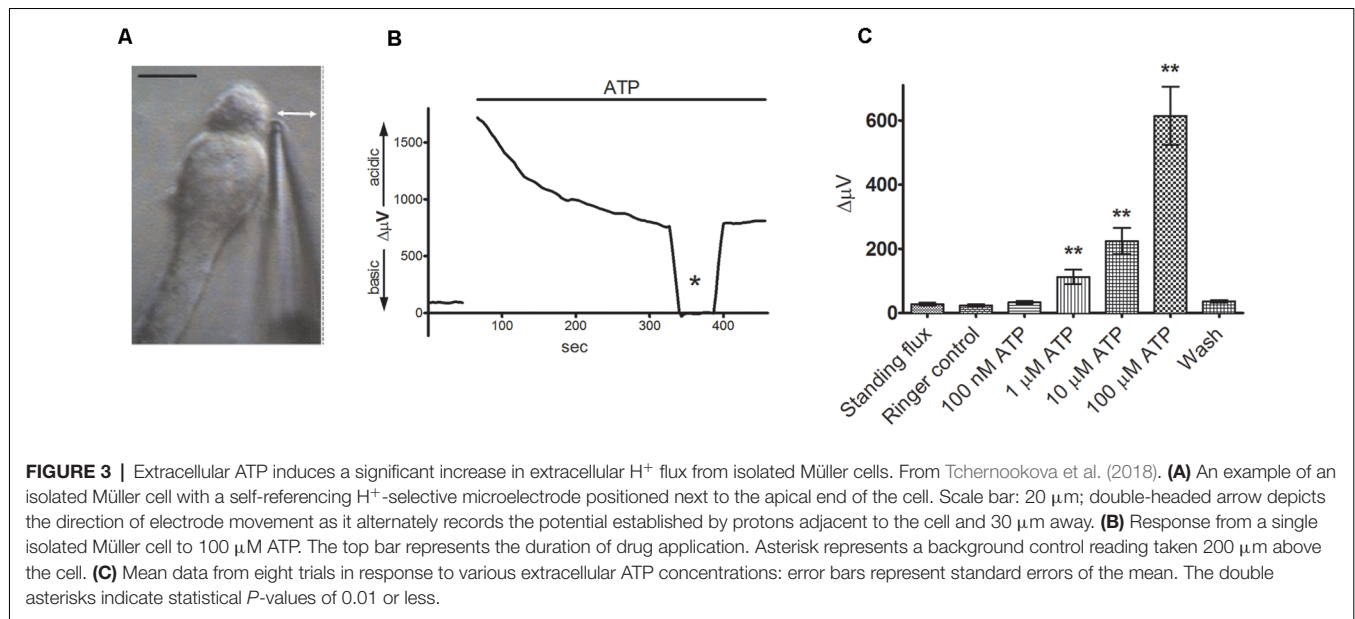 A
B
C
ATP
1500
1000
500
0
acidic
ΔµV
basic
*
100
200
300
400
sec
600
400
200
0
ΔµV
**
**
**
Standing flux
Ringer control
100 nM ATP
1 µM ATP
10 µM ATP
100 µM ATP
Wash
FIGURE 3 | Extracellular ATP induces a significant increase in extracellular H⁺ flux from isolated Müller cells. From Tchernookova et al. (2018). (A) An example of an
isolated Müller cell with a self-referencing H⁺-selective microelectrode positioned next to the apical end of the cell. Scale bar: 20 µm; double-headed arrow depicts
the direction of electrode movement as it alternately records the potential established by protons adjacent to the cell and 30 µm away. (B) Response from a single
isolated Müller cell to 100 µM ATP. The top bar represents the duration of drug application. Asterisk represents a background control reading taken 200 µm above
the cell. (C) Mean data from eight trials in response to various extracellular ATP concentrations: error bars represent standard errors of the mean. The double
asterisks indicate statistical P-values of 0.01 or less.